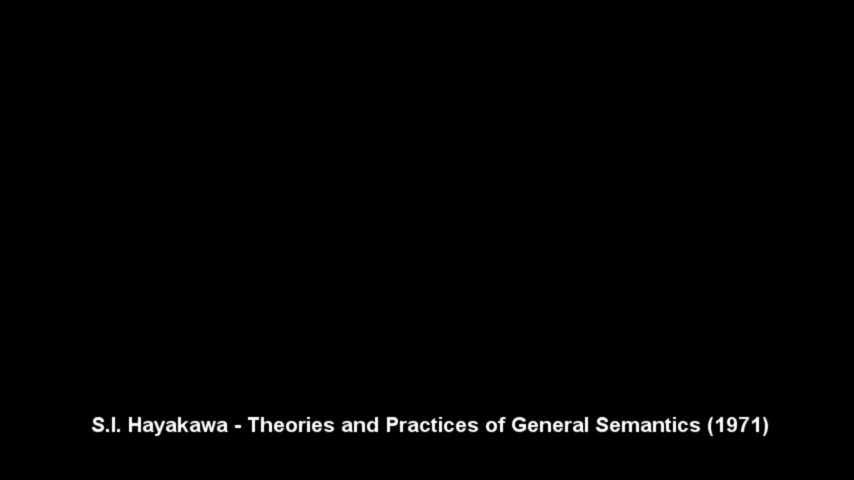 S.I. Hayakawa - Theories and Practices of General Semantics (1971)